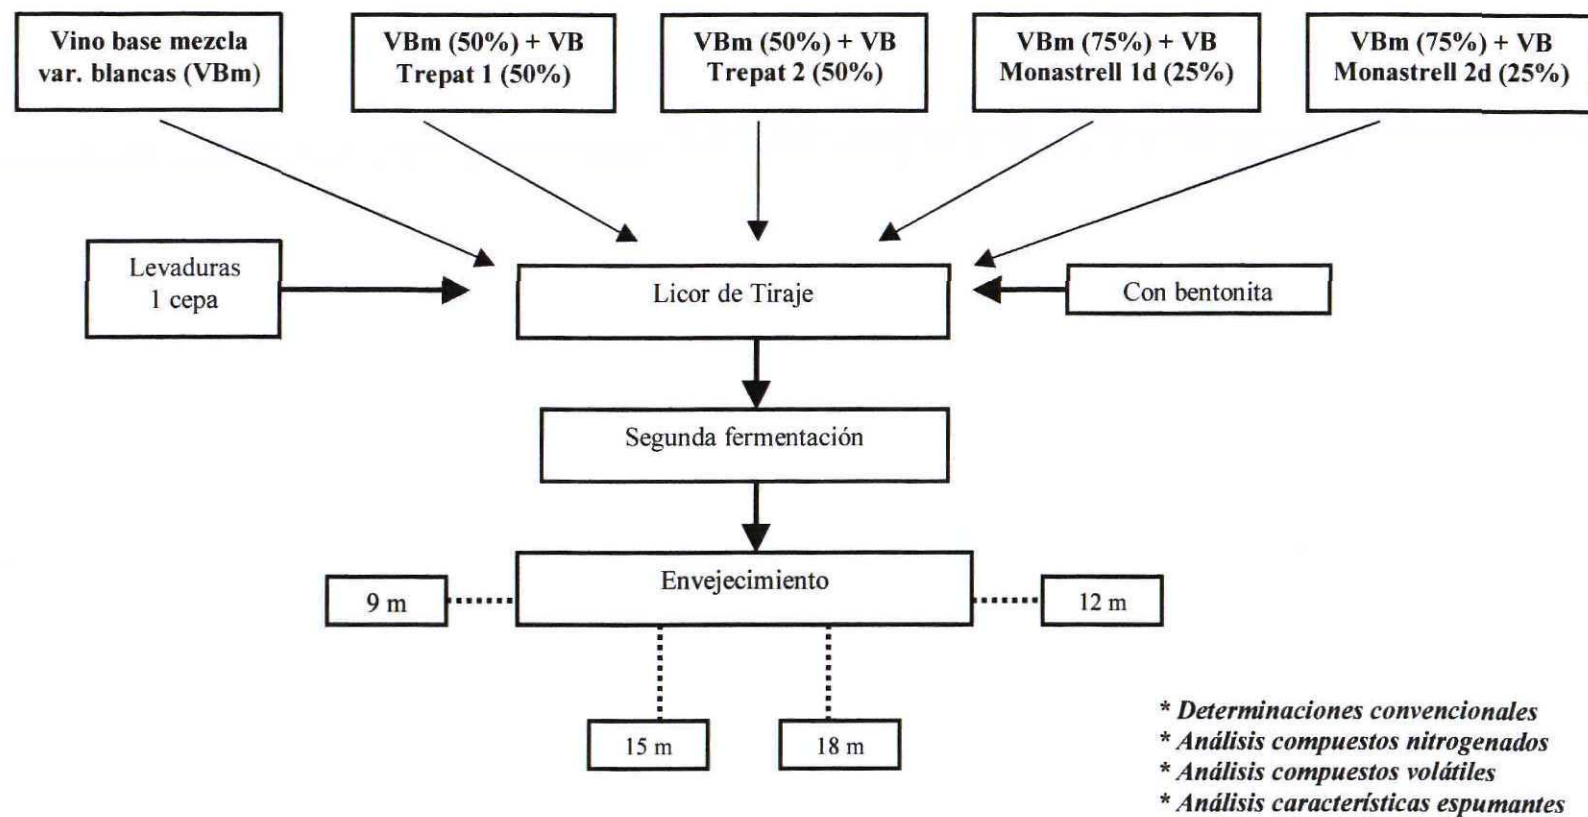 Vino base mezcla
var. blancas (VBm)
VBm (50%) + VB
Trepat 1 (50%)
VBm (50%) + VB
Trepat 2 (50%)
VBm (75%) + VB
Monastrell 1d (25%)
VBm (75%) + VB
Monastrell 2d (25%)
Levaduras
1 cepa
Licor de Tiraje
Con bentonita
Segunda fermentación
Envejecimiento
9 m
12 m
15 m
18 m
* Determinaciones convencionales
* Análisis compuestos nitrogenados
* Análisis compuestos volátiles
* Análisis características espumantes